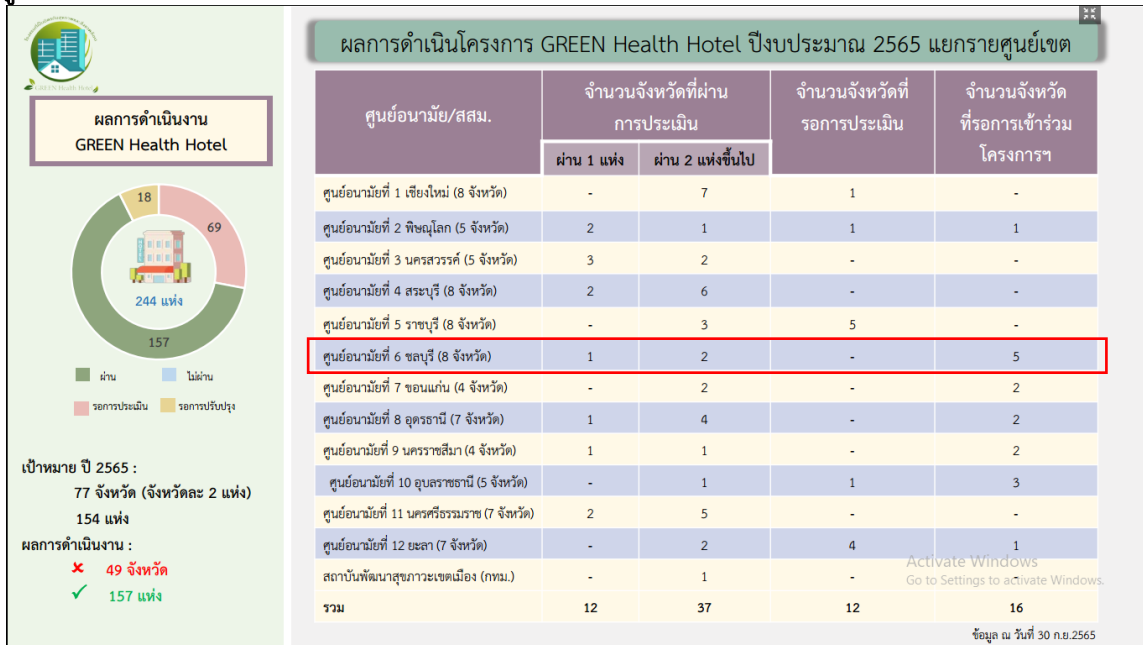 GREEN Health Hotel
ผลการดำเนินงาน
GREEN Health Hotel
18
69
244 แห่ง
157
ผ่าน ไม่ผ่าน
รอการประเมิน รอการปรับปรุง
เป้าหมาย ปี 2565 :
77 จังหวัด (จังหวัดละ 2 แห่ง)
154 แห่ง
ผลการดำเนินงาน :
✘ 49 จังหวัด
✓ 157 แห่ง
ผลการดำเนินโครงการ GREEN Health Hotel ปีงบประมาณ 2565 แยกรายศูนย์เขต
ศูนย์อนามัย/สสม. จำนวนจังหวัดที่ผ่านการประเมิน จำนวนจังหวัดที่รอการประเมิน จำนวนจังหวัดที่รอการเข้าร่วมโครงการฯ
ผ่าน 1 แห่ง ผ่าน 2 แห่งขึ้นไป
ศูนย์อนามัยที่ 1 เชียงใหม่ (8 จังหวัด) - 7 1 -
ศูนย์อนามัยที่ 2 พิษณุโลก (5 จังหวัด) 2 1 1 1
ศูนย์อนามัยที่ 3 นครสวรรค์ (5 จังหวัด) 3 2 - -
ศูนย์อนามัยที่ 4 สระบุรี (8 จังหวัด) 2 6 - -
ศูนย์อนามัยที่ 5 ราชบุรี (8 จังหวัด) - 3 5 -
ศูนย์อนามัยที่ 6 ชลบุรี (8 จังหวัด) 1 2 - 5
ศูนย์อนามัยที่ 7 ขอนแก่น (4 จังหวัด) - 2 - 2
ศูนย์อนามัยที่ 8 อุดรธานี (7 จังหวัด) 1 4 - 2
ศูนย์อนามัยที่ 9 นครราชสีมา (4 จังหวัด) 1 1 - 2
ศูนย์อนามัยที่ 10 อุบลราชธานี (5 จังหวัด) - 1 1 3
ศูนย์อนามัยที่ 11 นครศรีธรรมราช (7 จังหวัด) 2 5 - -
ศูนย์อนามัยที่ 12 ยะลา (7 จังหวัด) - 2 4 1
สถาบันพัฒนาสุขภาวะเขตเมือง (กทม.) - 1 - -
รวม 12 37 12 16
Activate Windows
Go to Settings to activate Windows.
ข้อมูล ณ วันที่ 30 ก.ย.2565